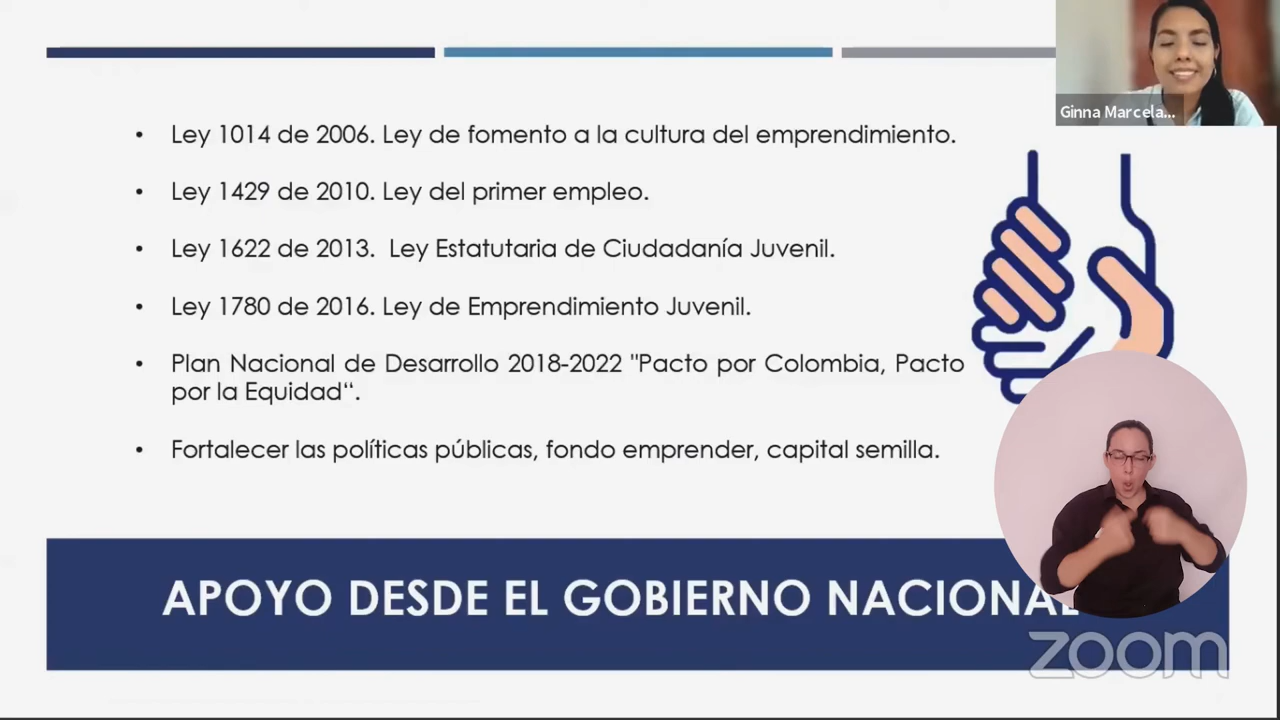 Ginna Marcela...
• Ley 1014 de 2006. Ley de fomento a la cultura del emprendimiento.
• Ley 1429 de 2010. Ley del primer empleo.
• Ley 1622 de 2013.  Ley Estatutaria de Ciudadanía Juvenil.
• Ley 1780 de 2016. Ley de Emprendimiento Juvenil.
• Plan Nacional de Desarrollo 2018-2022 "Pacto por Colombia, Pacto
por la Equidad“.
• Fortalecer las políticas públicas, fondo emprender, capital semilla.
APOYO DESDE EL GOBIERNO NACIONAL
zoom